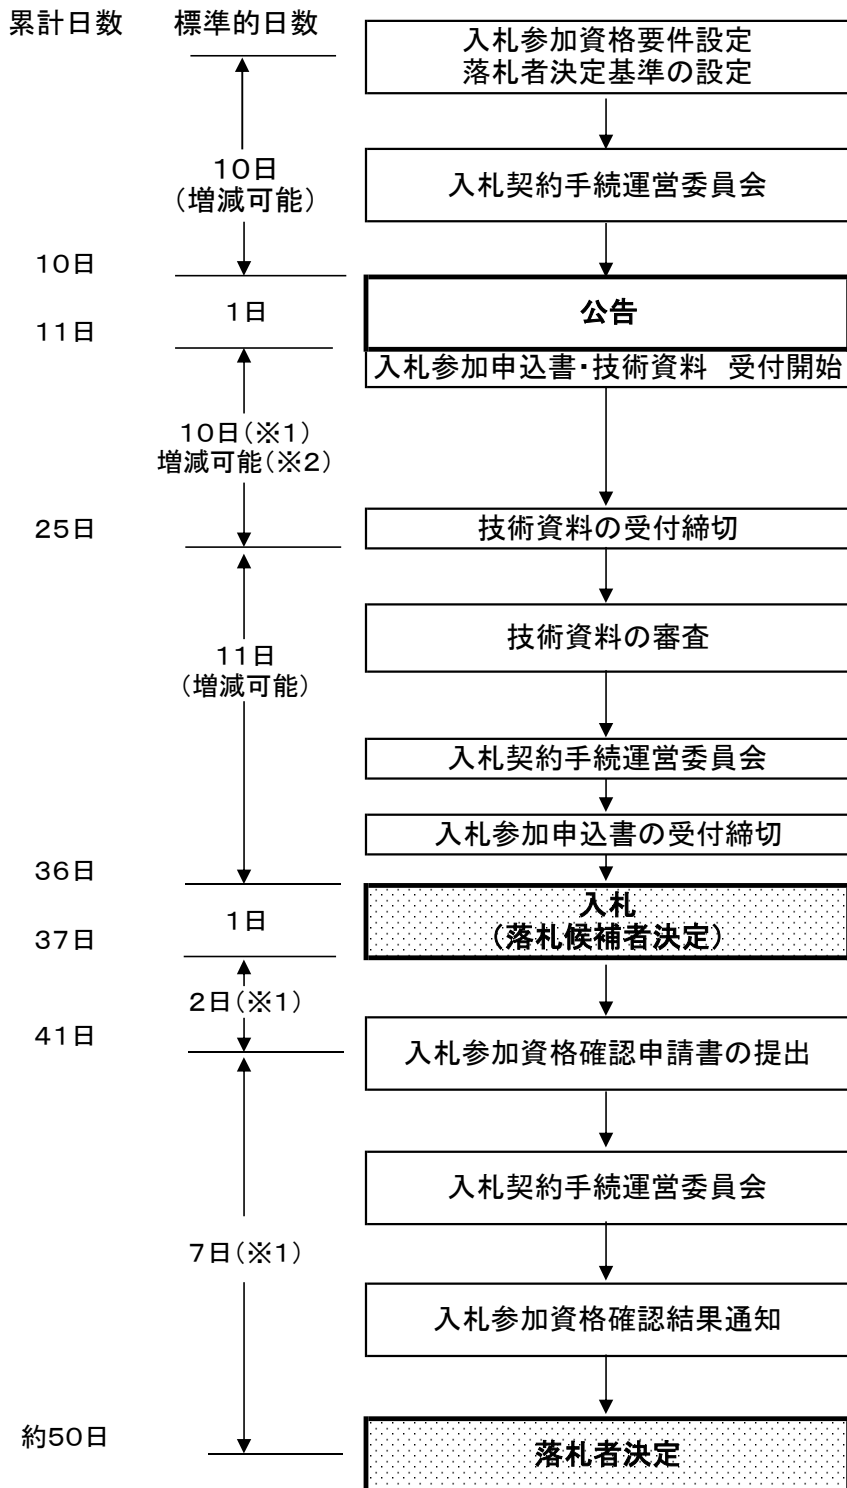 累計日数　標準的日数
入札参加資格要件設定
落札者決定基準の設定
10日
（増減可能）
入札契約手続運営委員会
10日
1日
公告
11日
入札参加申込書・技術資料　受付開始
10日（※1）
増減可能（※2）
25日
技術資料の受付締切
11日
（増減可能）
技術資料の審査
入札契約手続運営委員会
入札参加申込書の受付締切
36日
1日
入札
（落札候補者決定）
37日
2日（※1）
41日
入札参加資格確認申請書の提出
入札契約手続運営委員会
7日（※1）
入札参加資格確認結果通知
約50日
落札者決定